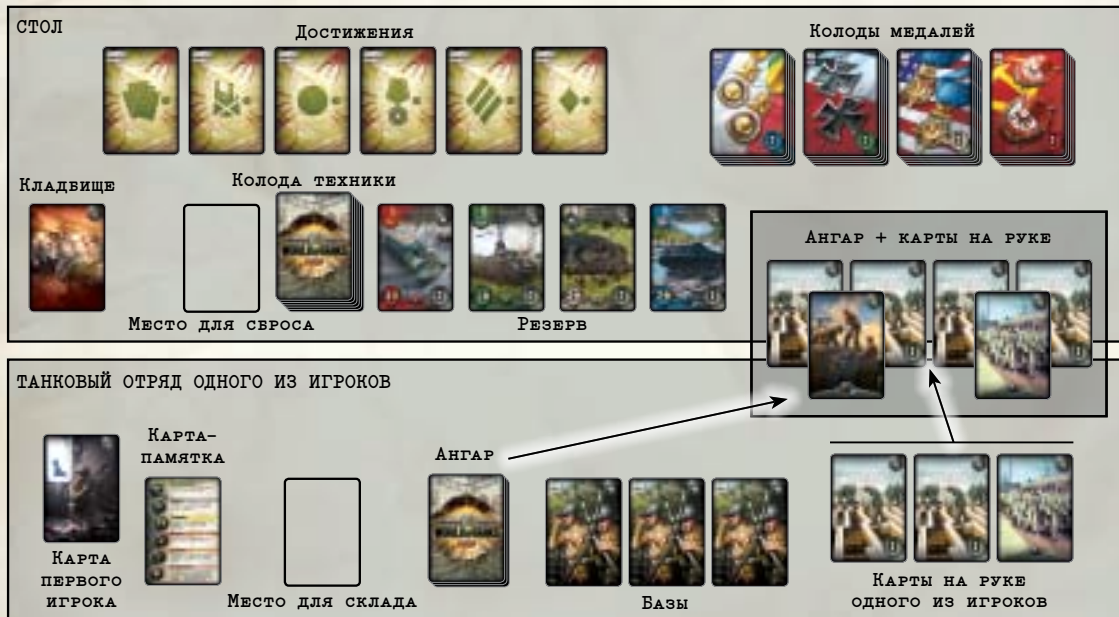 СТОЛ
Достижения
Колоды медалей
Кладбище
Колода техники
Место для сброса
Резерв
Ангар + карты на руке
ТАНКОВЫЙ ОТРЯД ОДНОГО ИЗ ИГРОКОВ
Карта-
памятка
Ангар
Карта
первого
игрока
Место для склада
Базы
Карты на руке
одного из игроков